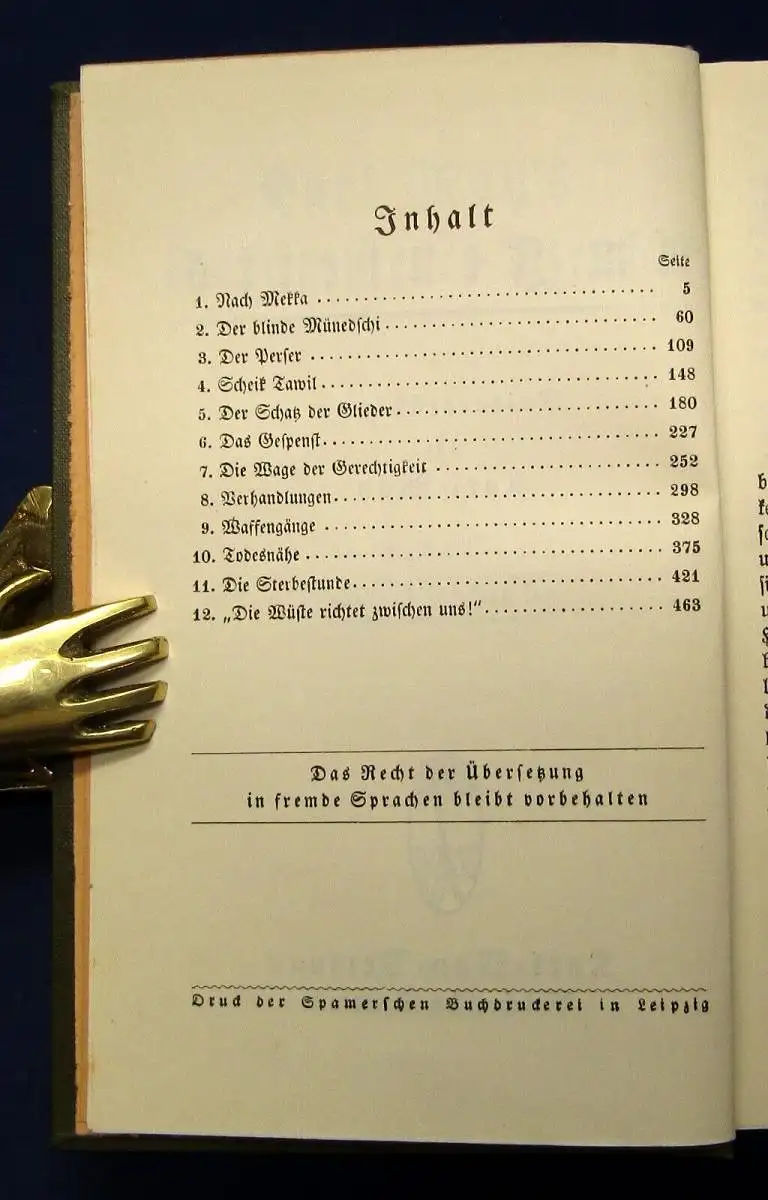 Inhalt
Seite
1. Nach Mekka ........................................ 5
2. Der blinde Münedschi ................................ 60
3. Der Perser ........................................ 109
4. Scheik Tawil ........................................ 148
5. Der Schatz der Glieder ................................ 180
6. Das Gespenst ........................................ 227
7. Die Wage der Gerechtigkeit ............................ 252
8. Verhandlungen ........................................ 298
9. Waffengänge ........................................ 328
10. Todesnähe ........................................ 375
11. Die Sterbestunde .................................... 421
12. „Die Wüste richtet zwischen uns!“ .................... 463
Das Recht der Übersetzung
in fremde Sprachen bleibt vorbehalten
Druck der Spamerschen Buchdruckerei in Leipzig